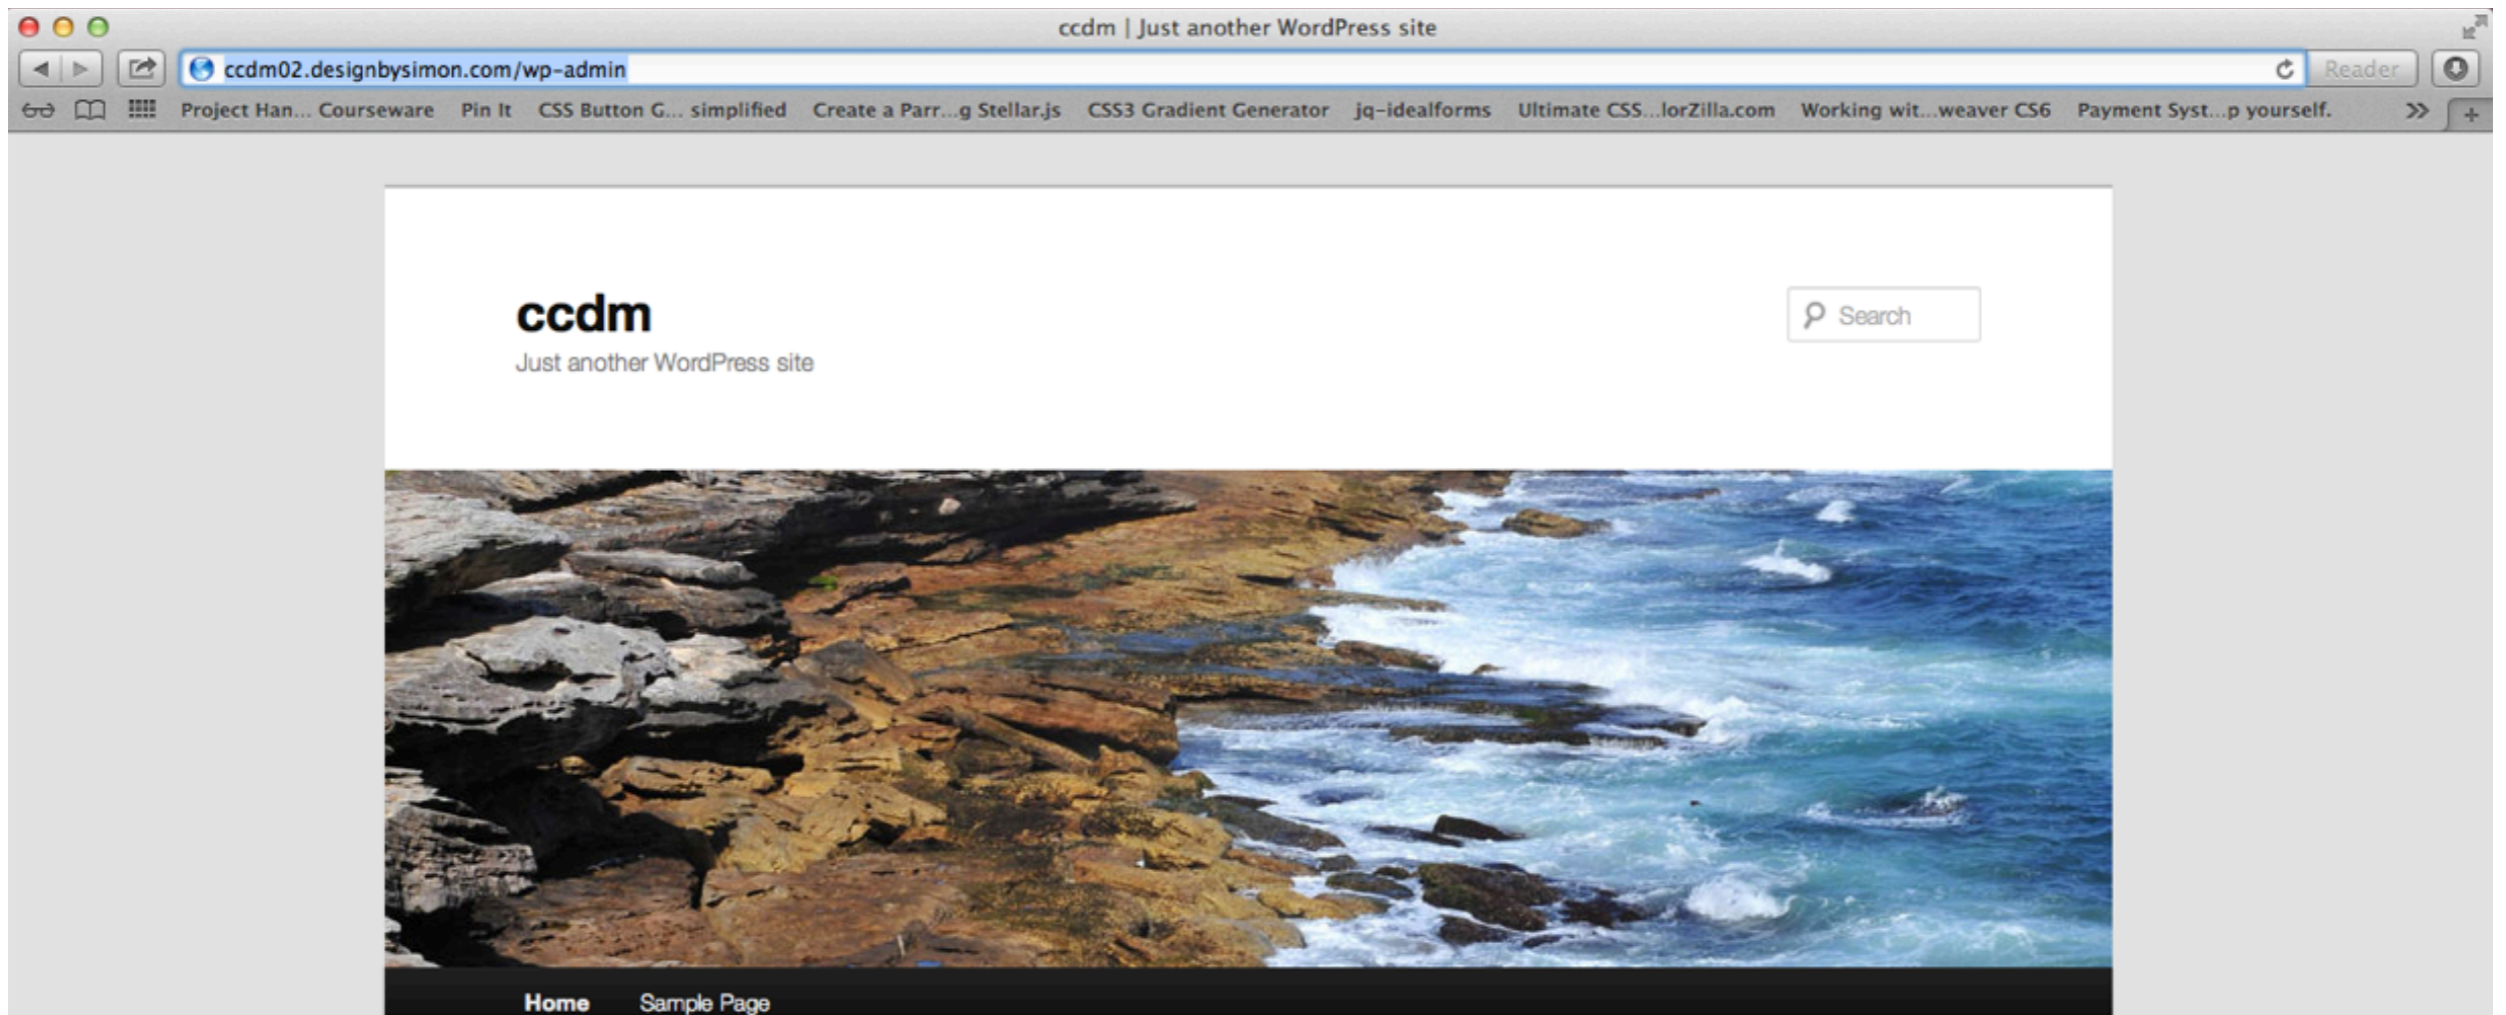 ccdm | Just another WordPress site
ccdm02.designbysimon.com/wp-admin Reader
Project Han... Courseware Pin It CSS Button G... simplified Create a Parr...g Stellar.js CSS3 Gradient Generator jq-idealforms Ultimate CSS...lorZilla.com Working wit...weaver CS6 Payment Syst...p yourself.
ccdm
Search
Just another WordPress site
Home Sample Page